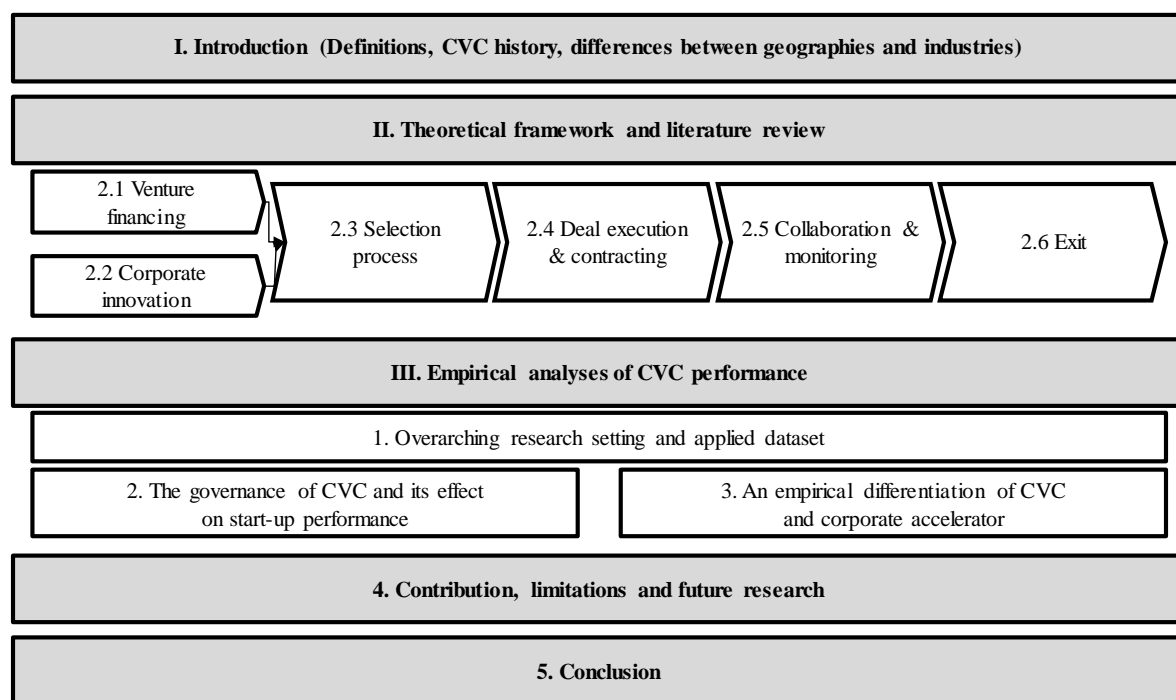 I. Introduction (Definitions, CVC history, differences between geographies and industries)
II. Theoretical framework and literature review
2.1 Venture
financing
2.2 Corporate
innovation
2.3 Selection
process
2.4 Deal execution
& contracting
2.5 Collaboration &
monitoring
2.6 Exit
III. Empirical analyses of CVC performance
1. Overarching research setting and applied dataset
2. The governance of CVC and its effect
on start-up performance
3. An empirical differentiation of CVC
and corporate accelerator
4. Contribution, limitations and future research
5. Conclusion